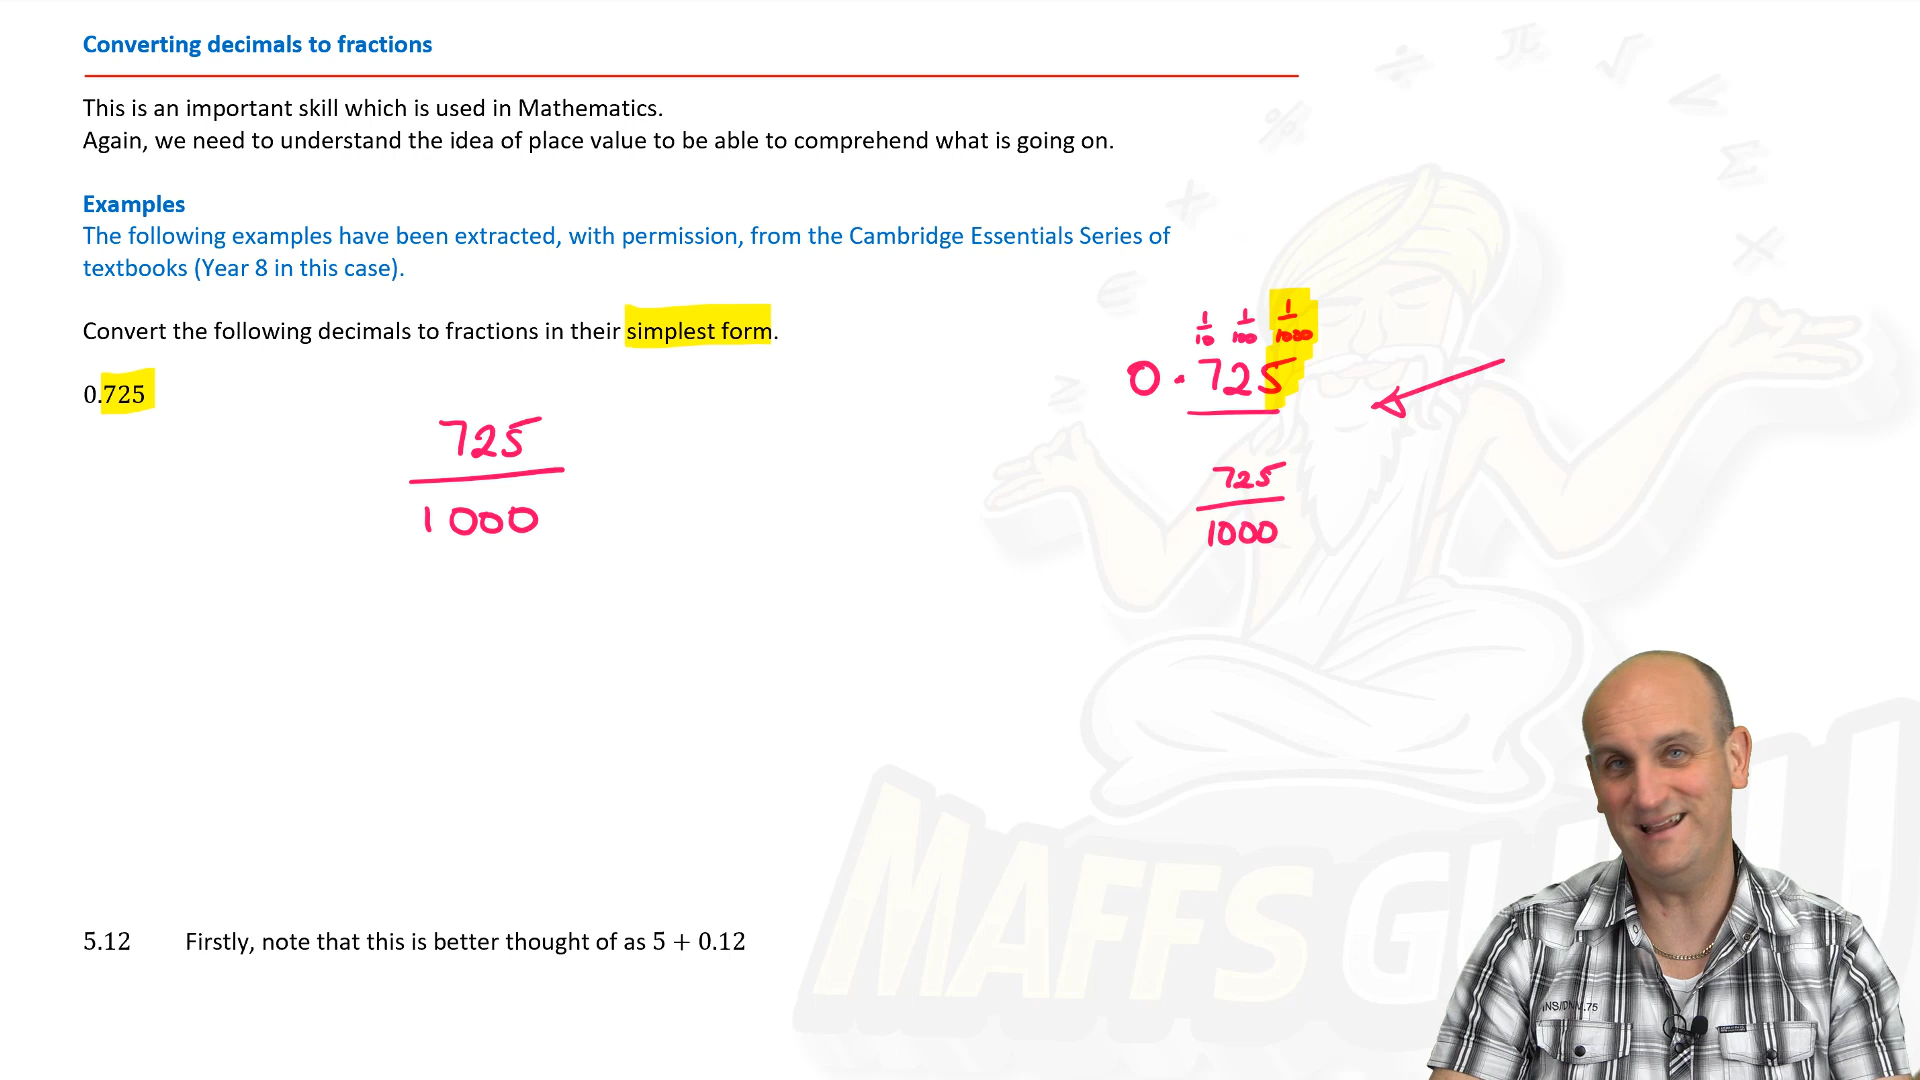 Converting decimals to fractions
This is an important skill which is used in Mathematics.
Again, we need to understand the idea of place value to be able to comprehend what is going on.
Examples
The following examples have been extracted, with permission, from the Cambridge Essentials Series of
textbooks (Year 8 in this case).
Convert the following decimals to fractions in their simplest form.
0.725
725
1000
1/10 1/100 1/1000
0.725
725
1000
5.12 Firstly, note that this is better thought of as 5 + 0.12
MAFFS GU